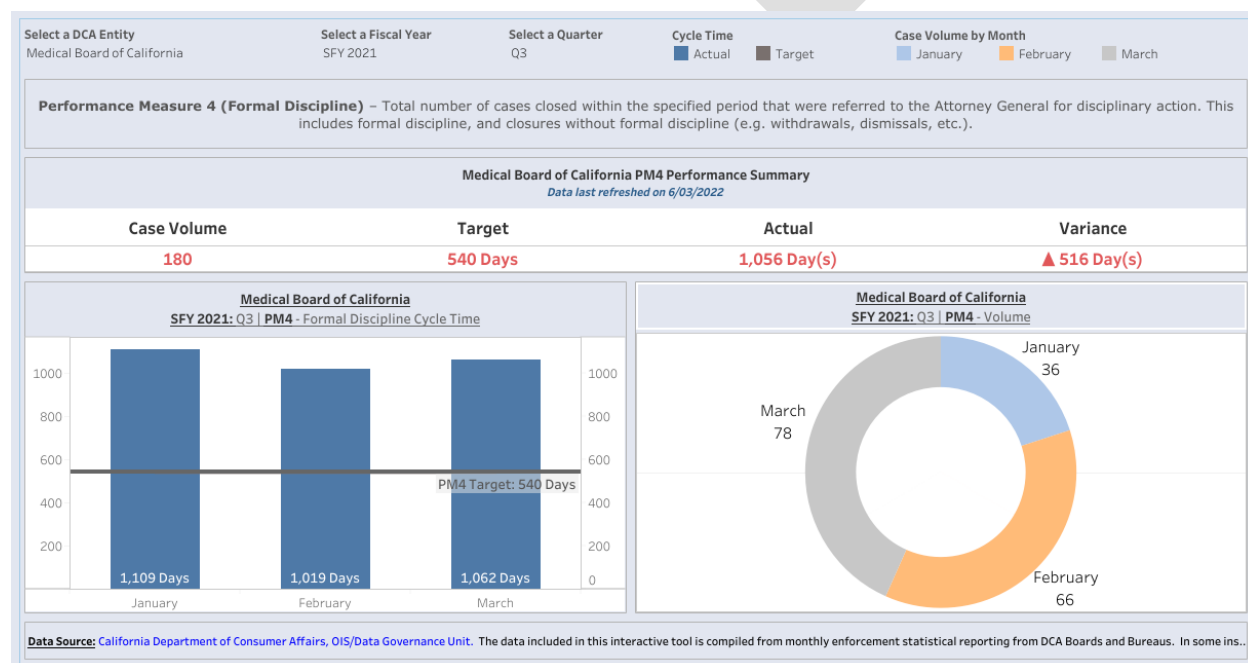 Select a DCA Entity
Select a Fiscal Year
Select a Quarter
Cycle Time
Case Volume by Month
Medical Board of California
SFY 2021
Q3
Actual
Target
January
February
March
Performance Measure 4 (Formal Discipline) – Total number of cases closed within the specified period that were referred to the Attorney General for disciplinary action. This
includes formal discipline, and closures without formal discipline (e.g. withdrawals, dismissals, etc.).
Medical Board of California PM4 Performance Summary
Data last refreshed on 6/03/2022
Case Volume
Target
Actual
Variance
180
540 Days
1,056 Day(s)
▲ 516 Day(s)
Medical Board of California
SFY 2021: Q3 | PM4 - Formal Discipline Cycle Time
1000
800
600
400
200
1000
800
600
400
200
0
PM4 Target: 540 Days
1,109 Days
1,019 Days
1,062 Days
January
February
March
Medical Board of California
SFY 2021: Q3 | PM4 - Volume
January
36
March
78
February
66
Data Source: California Department of Consumer Affairs, OIS/Data Governance Unit. The data included in this interactive tool is compiled from monthly enforcement statistical reporting from DCA Boards and Bureaus. In some ins..